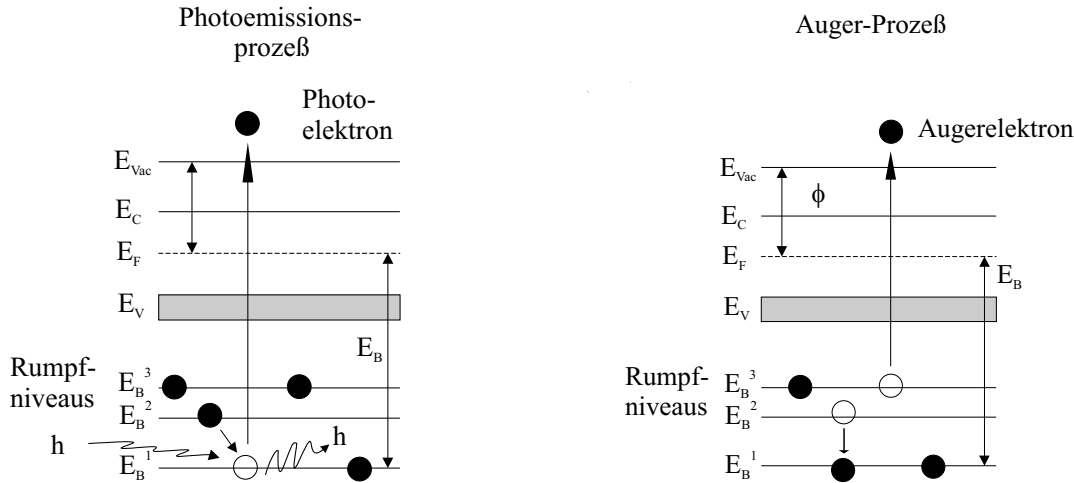 Photoemissions-
prozeß
Photo-
elektron
E_Vac
E_C
E_F
E_V
E_B
Rumpf-
niveaus
E_B^3
E_B^2
h
h
E_B^1
Auger-Prozeß
Augerelektron
E_Vac
ϕ
E_C
E_F
E_B
E_V
Rumpf-
niveaus
E_B^3
E_B^2
E_B^1